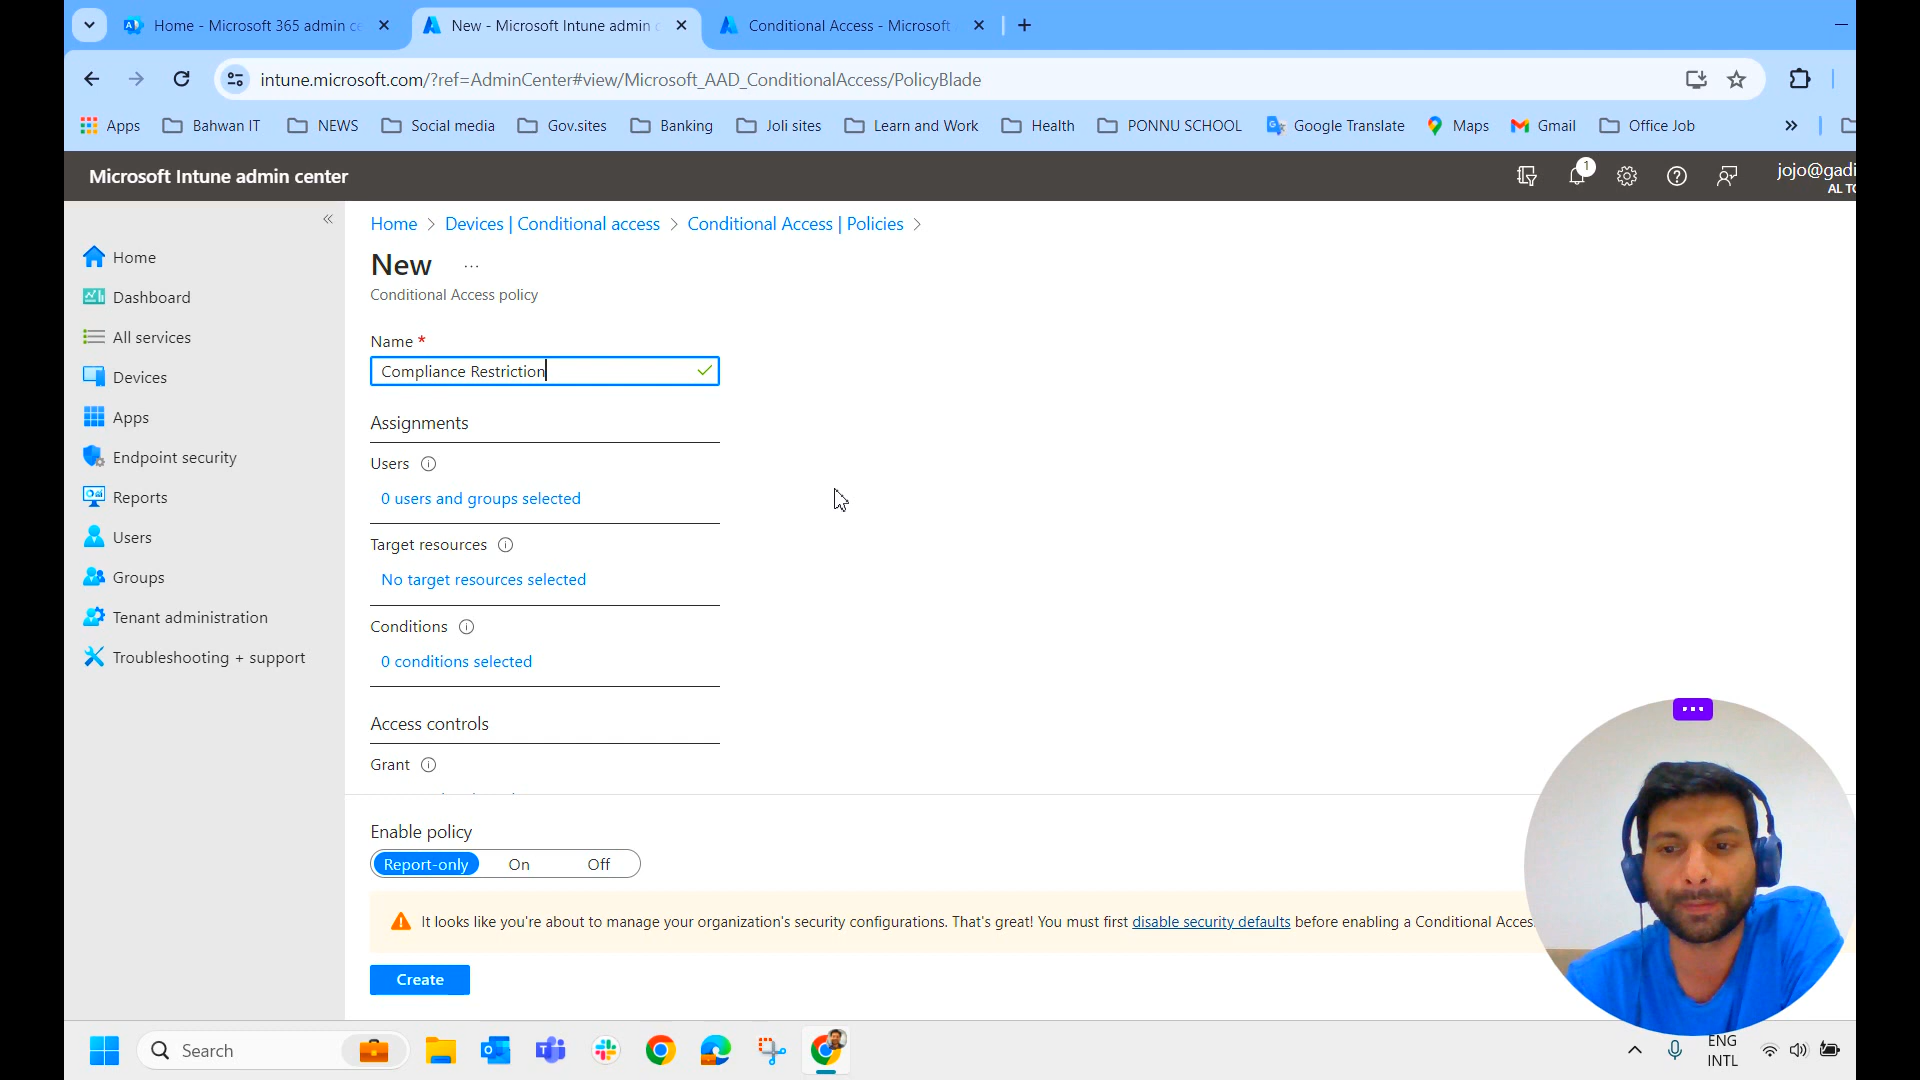 Home - Microsoft 365 admin ce
New - Microsoft Intune admin c
Conditional Access - Microsoft
intune.microsoft.com/?ref=AdminCenter#view/Microsoft_AAD_ConditionalAccess/PolicyBlade
Apps
Bahwan IT
NEWS
Social media
Gov.sites
Banking
Joli sites
Learn and Work
Health
PONNU SCHOOL
Google Translate
Maps
Gmail
Office Job
Microsoft Intune admin center
1
jojo@gadi
AL TO
Home
Dashboard
All services
Devices
Apps
Endpoint security
Reports
Users
Groups
Tenant administration
Troubleshooting + support
Home > Devices | Conditional access > Conditional Access | Policies >
New ...
Conditional Access policy
Name *
Compliance Restriction
Assignments
Users
0 users and groups selected
Target resources
No target resources selected
Conditions
0 conditions selected
Access controls
Grant
Enable policy
Report-only On Off
It looks like you're about to manage your organization's security configurations. That's great! You must first disable security defaults before enabling a Conditional Acces
Create
Search
ENG
INTL